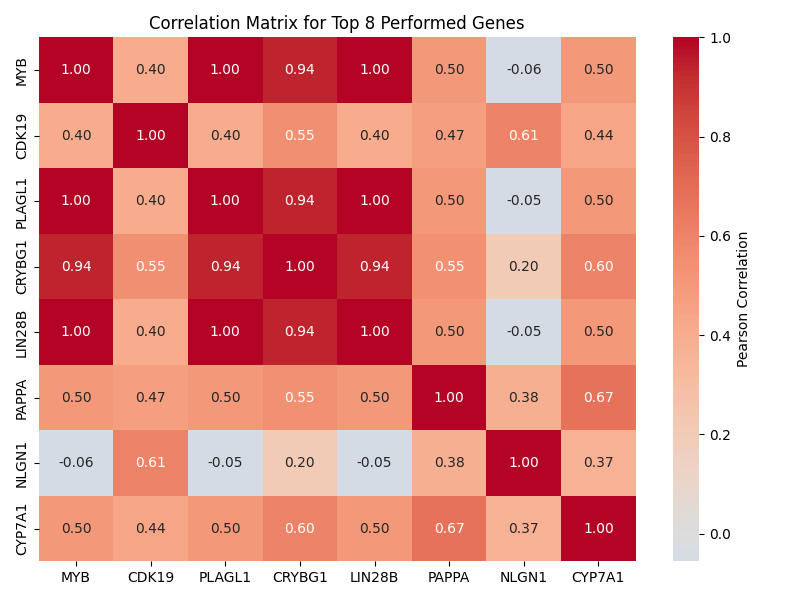 Correlation Matrix for Top 8 Performed Genes
MYB 1.00 0.40 1.00 0.94 1.00 0.50 -0.06 0.50
CDK19 0.40 1.00 0.40 0.55 0.40 0.47 0.61 0.44
PLAGL1 1.00 0.40 1.00 0.94 1.00 0.50 -0.05 0.50
CRYBG1 0.94 0.55 0.94 1.00 0.94 0.55 0.20 0.60
LIN28B 1.00 0.40 1.00 0.94 1.00 0.50 -0.05 0.50
PAPPA 0.50 0.47 0.50 0.55 0.50 1.00 0.38 0.67
NLGN1 -0.06 0.61 -0.05 0.20 -0.05 0.38 1.00 0.37
CYP7A1 0.50 0.44 0.50 0.60 0.50 0.67 0.37 1.00
MYB CDK19 PLAGL1 CRYBG1 LIN28B PAPPA NLGN1 CYP7A1
1.0
0.8
0.6
0.4
0.2
0.0
Pearson Correlation